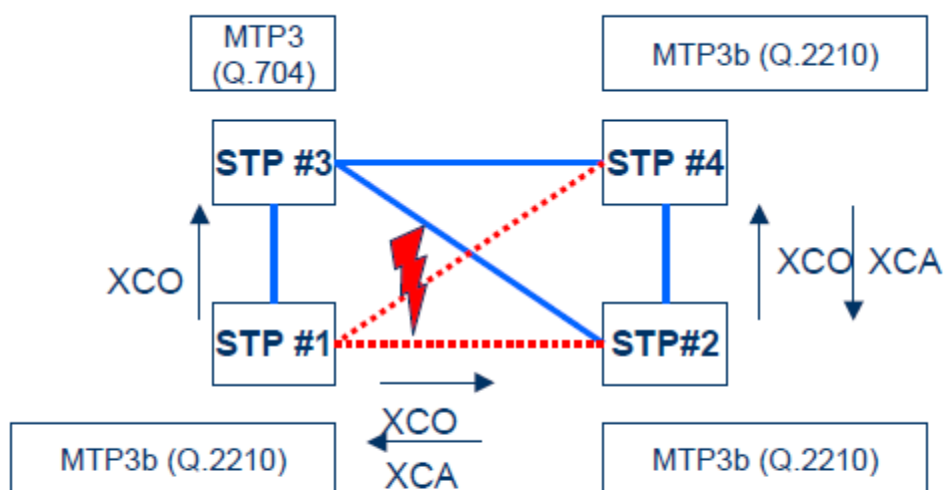 MTP3
(Q.704)
MTP3b (Q.2210)
STP #3
STP #4
XCO
XCO
XCA
STP #1
STP#2
XCO
XCA
MTP3b (Q.2210)
MTP3b (Q.2210)